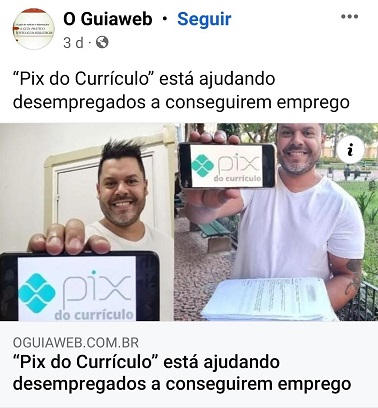 O Guiaweb • Seguir
3 d ·
“Pix do Currículo” está ajudando
desempregados a conseguirem emprego
pix
do currículo
pix
do currículo
i
OGUIAWEB.COM.BR
“Pix do Currículo” está ajudando
desempregados a conseguirem emprego